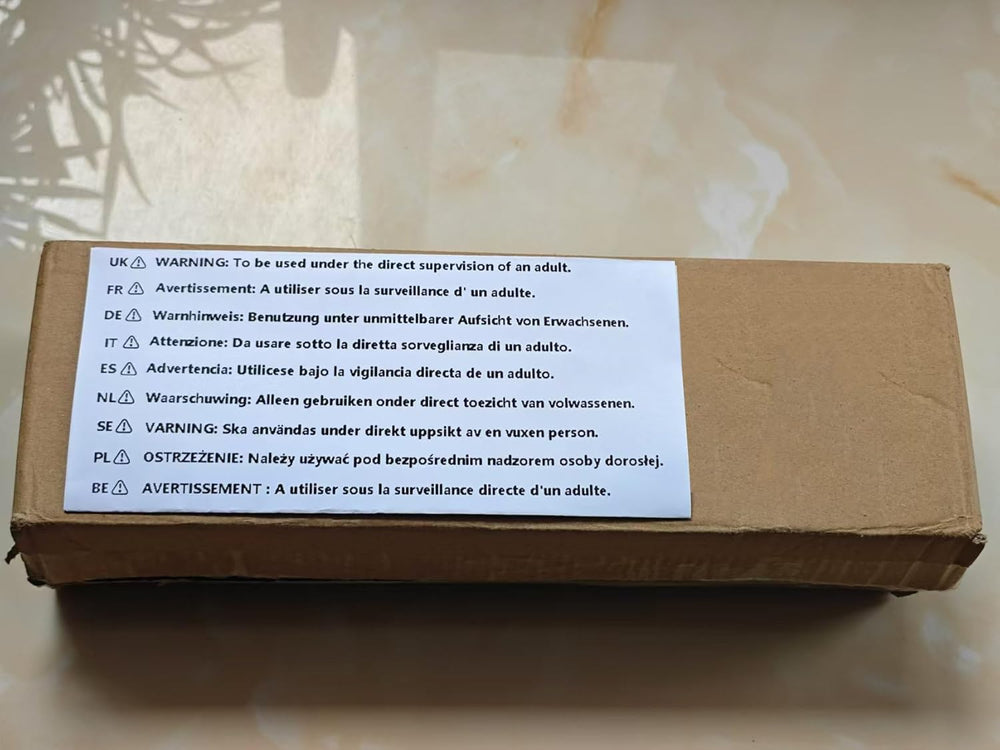 UK ⚠ WARNING: To be used under the direct supervision of an adult.
FR ⚠ Avertissement: A utiliser sous la surveillance d' un adulte.
DE ⚠ Warnhinweis: Benutzung unter unmittelbarer Aufsicht von Erwachsenen.
IT ⚠ Attenzione: Da usare sotto la diretta sorveglianza di un adulto.
ES ⚠ Advertencia: Utilicese bajo la vigilancia directa de un adulto.
NL ⚠ Waarschuwing: Alleen gebruiken onder direct toezicht van volwassenen.
SE ⚠ VARNING: Ska användas under direkt uppsikt av en vuxen person.
PL ⚠ OSTRZEŻENIE: Należy używać pod bezpośrednim nadzorem osoby dorosłej.
BE ⚠ AVERTISSEMENT : A utiliser sous la surveillance directe d'un adulte.